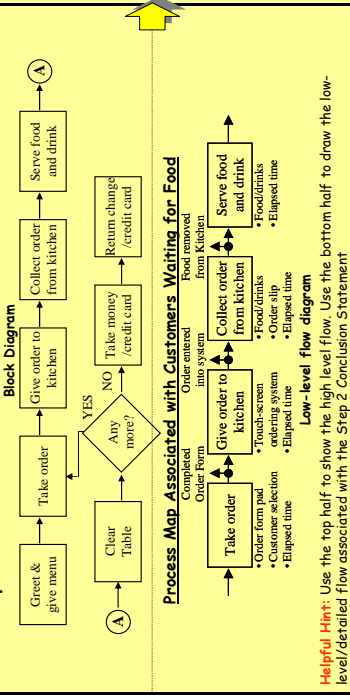 Block Diagram
Greet &
give menu
Take order
Give order to
kitchen
Collect order
from kitchen
Serve food
and drink
A
YES
A
Clear
Table
Any
more?
NO
Take money
/credit card
Return change
/credit card
Process Map Associated with Customers Waiting for Food
Completed
Order Form
Order entered
into system
Food removed
from Kitchen
Take order
Give order to
kitchen
Collect order
from kitchen
Serve food
and drink
• Order form pad
• Customer selection
• Elapsed time
• Touch-screen
ordering system
• Elapsed time
• Food/drinks
• Order slip
• Elapsed time
• Food/drinks
• Elapsed time
Low-level flow diagram
Helpful Hint: Use the top half to show the high level flow. Use the bottom half to draw the low-
level/detailed flow associated with the Step 2 Conclusion Statement